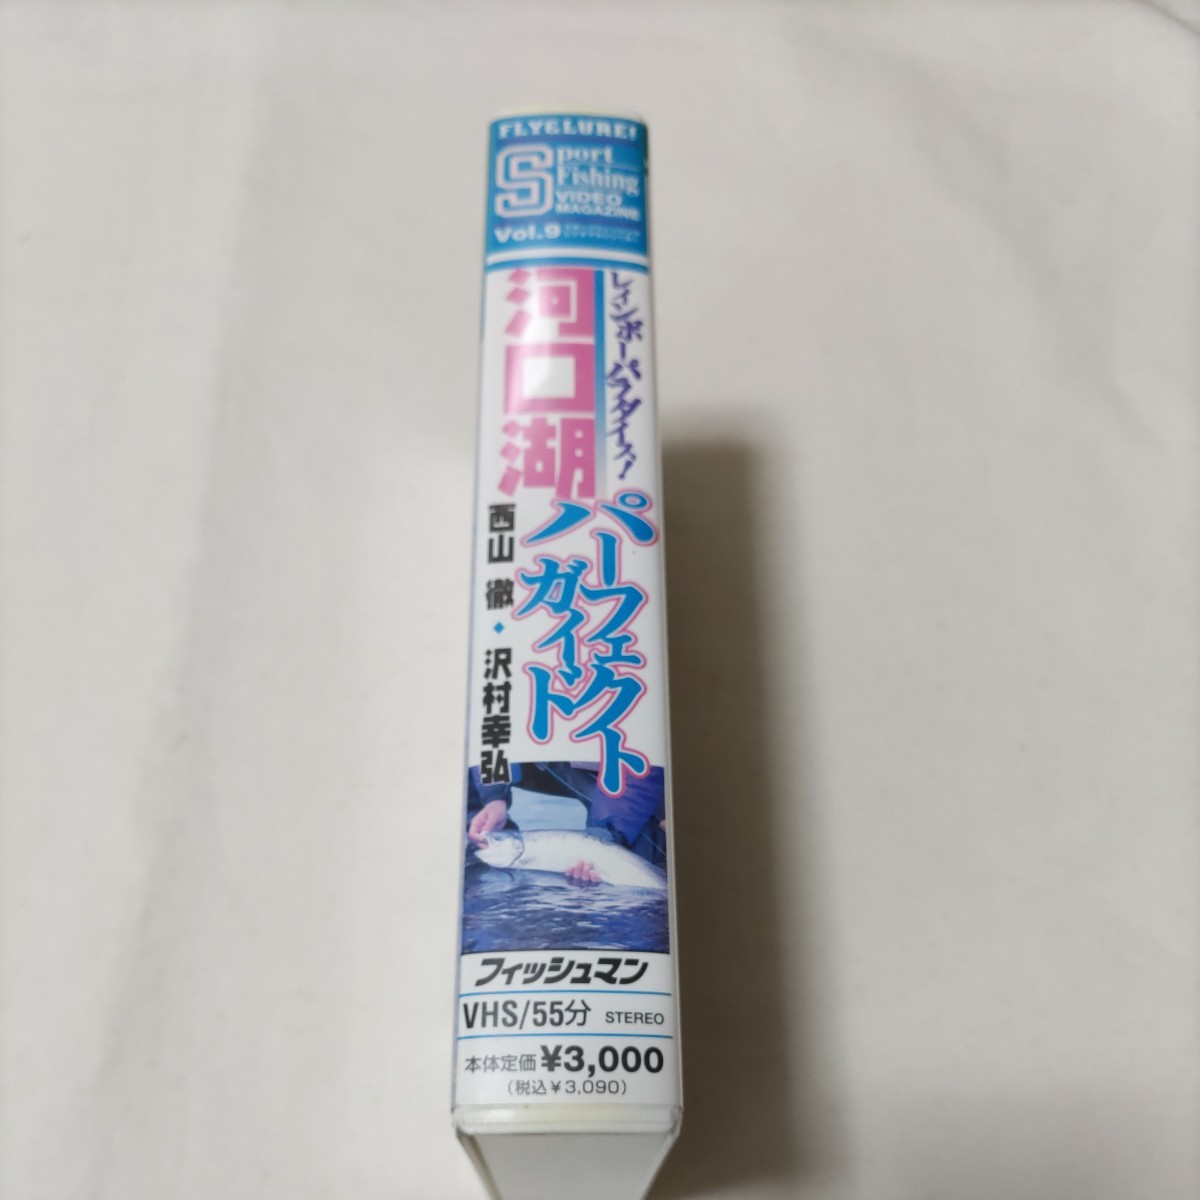 FLY&LURE!
Sport
Fishing
VIDEO
MAGAZINE
Vol.9
レインボーパラダイス!
河口湖
パーフェクト
ガイド
西山 徹・沢村幸弘
フィッシュマン
VHS/55分 STEREO
本体定価¥3,000
(税込¥3,090)